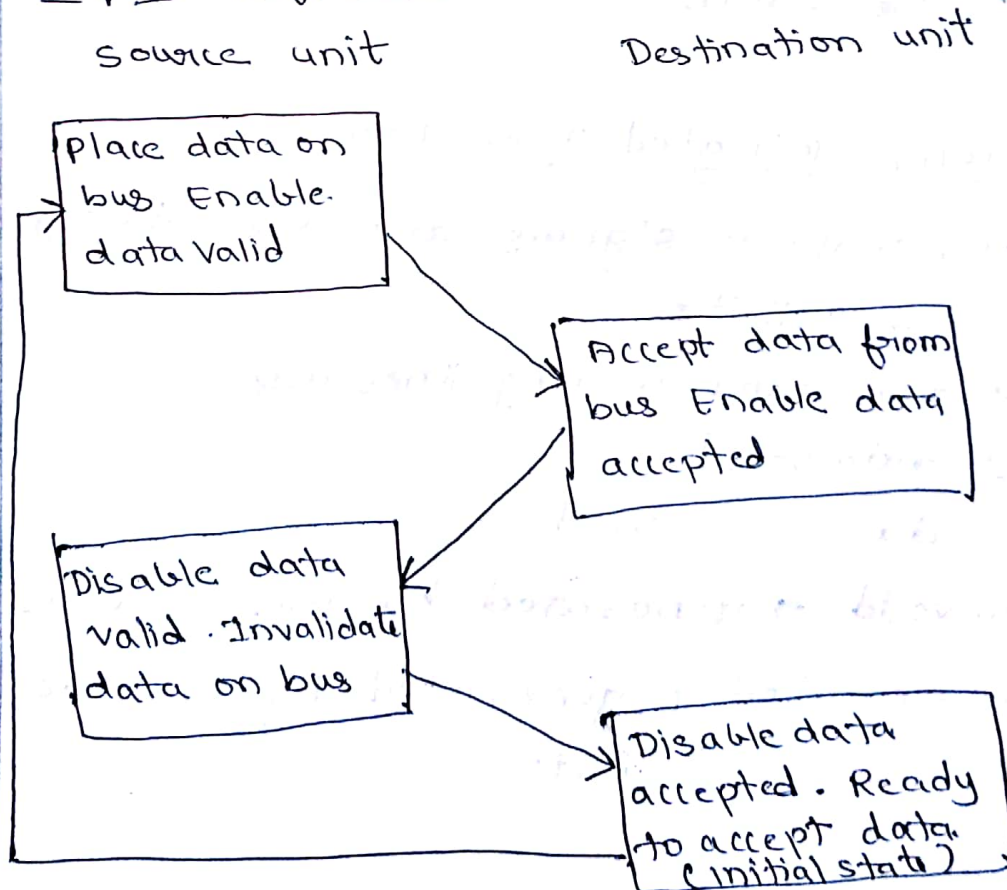 Source unit
Destination unit
Place data on
bus Enable.
data valid
Accept data from
bus Enable data
accepted
Disable data
valid . Invalidate
data on bus
Disable data
accepted. Ready
to accept data.
(initial state)